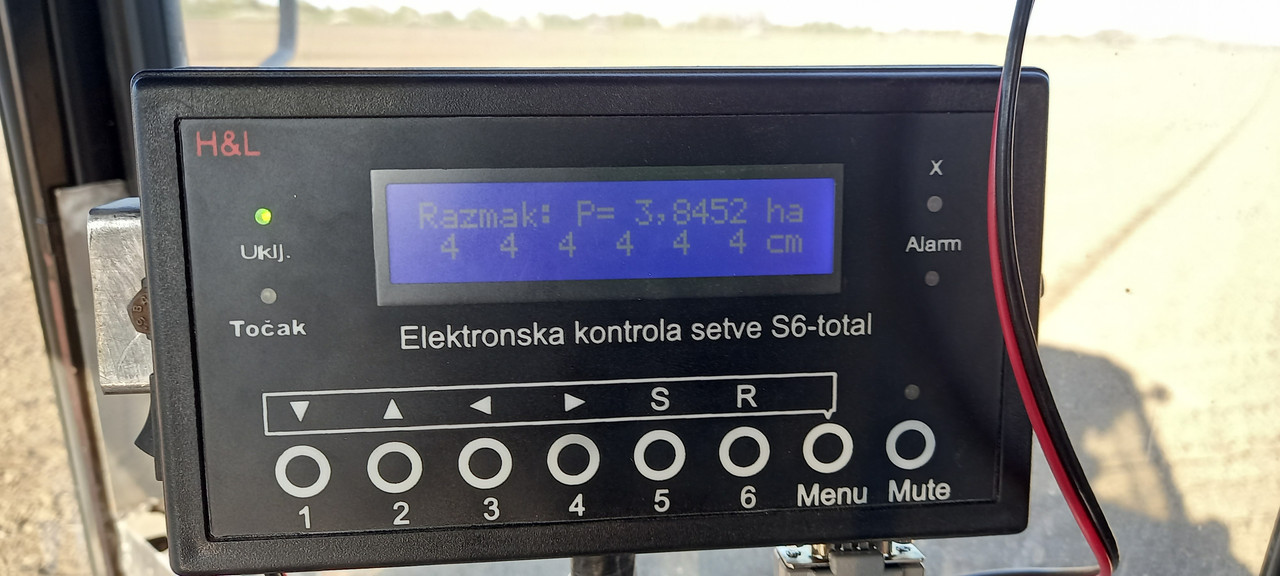 H&L
Razmak: P= 3,8452 ha
4 4 4 4 4 4 cm
X
Uklj.
Alarm
Točak
Elektronska kontrola setve S6-total
▼ ▲ ◀ ▶ S R
1 2 3 4 5 6 Menu Mute